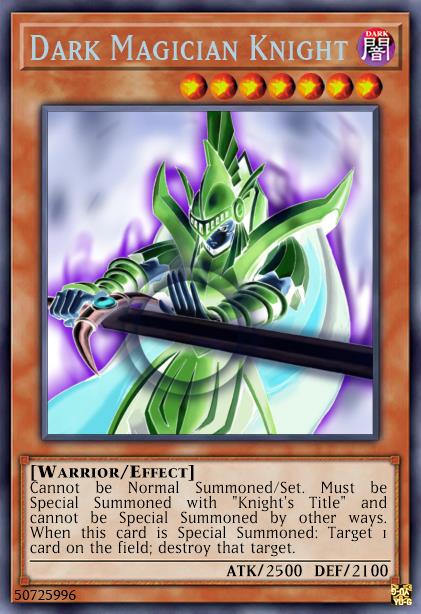 Dark Magician Knight
DARK
闇
[Warrior/Effect]
Cannot be Normal Summoned/Set. Must be
Special Summoned with "Knight's Title" and
cannot be Special Summoned by other ways.
When this card is Special Summoned: Target 1
card on the field; destroy that target.
ATK/2500 DEF/2100
50725996